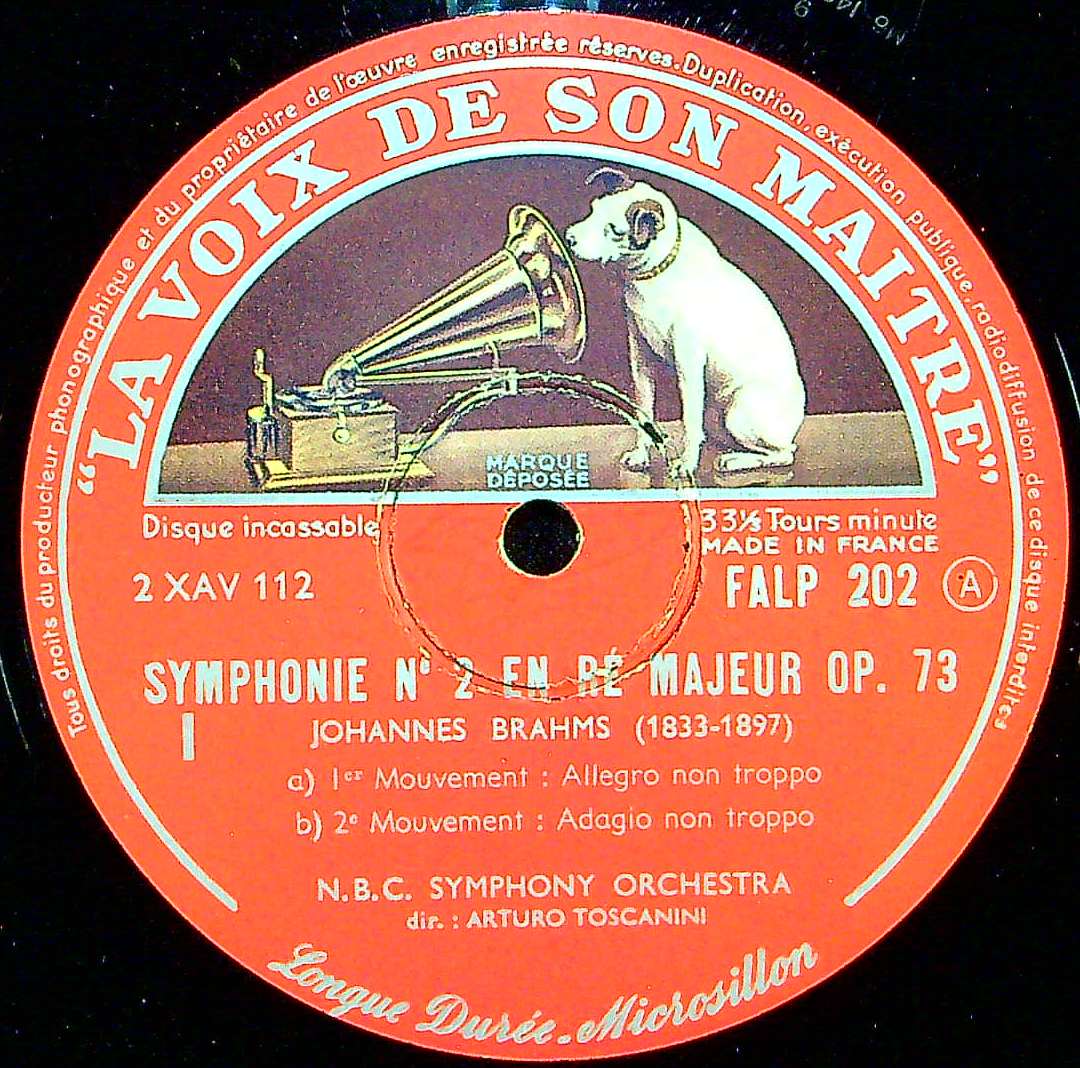 Tous droits du producteur phonographique et du propriétaire de l'œuvre enregistrée réservés. Duplication, exécution publique, radiodiffusion de ce disque interdites
“LA VOIX DE SON MAITRE”
MARQUE
DÉPOSÉE
Disque incassable
33⅓ Tours minute
MADE IN FRANCE
2 XAV 112
FALP 202 A
SYMPHONIE N° 2 EN RÉ MAJEUR OP. 73
I
JOHANNES BRAHMS (1833-1897)
a) 1er Mouvement : Allegro non troppo
b) 2e Mouvement : Adagio non troppo
N.B.C. SYMPHONY ORCHESTRA
dir. : ARTURO TOSCANINI
Longue Durée - Microsillon